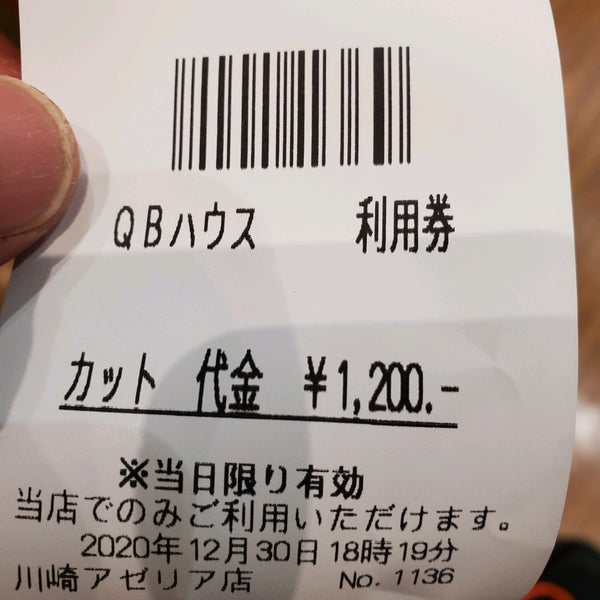 QBハウス 利用券
カット 代金 ¥1,200.-
※当日限り有効
当店でのみご利用いただけます。
2020年12月30日18時19分
川崎アゼリア店 No. 1136